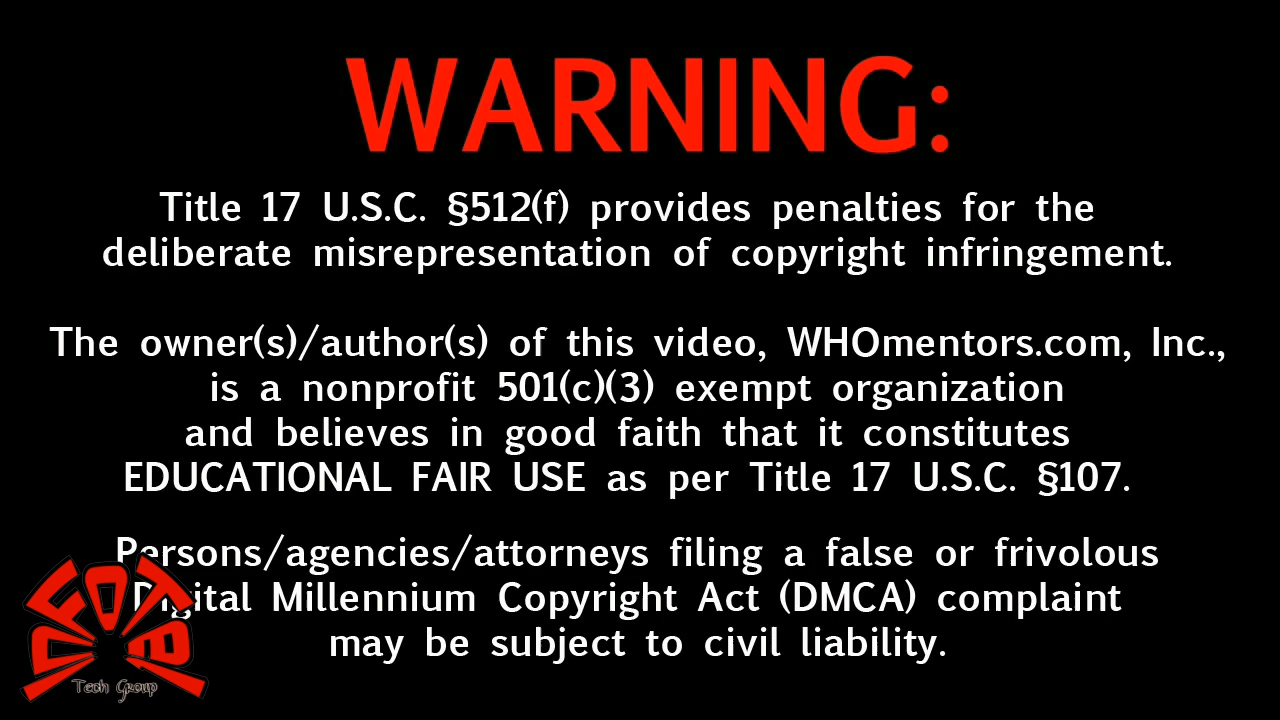 WARNING:
Title 17 U.S.C. §512(f) provides penalties for the
deliberate misrepresentation of copyright infringement.
The owner(s)/author(s) of this video, WHOmentors.com, Inc.,
is a nonprofit 501(c)(3) exempt organization
and believes in good faith that it constitutes
EDUCATIONAL FAIR USE as per Title 17 U.S.C. §107.
Persons/agencies/attorneys filing a false or frivolous
Digital Millennium Copyright Act (DMCA) complaint
may be subject to civil liability.
Tech Group